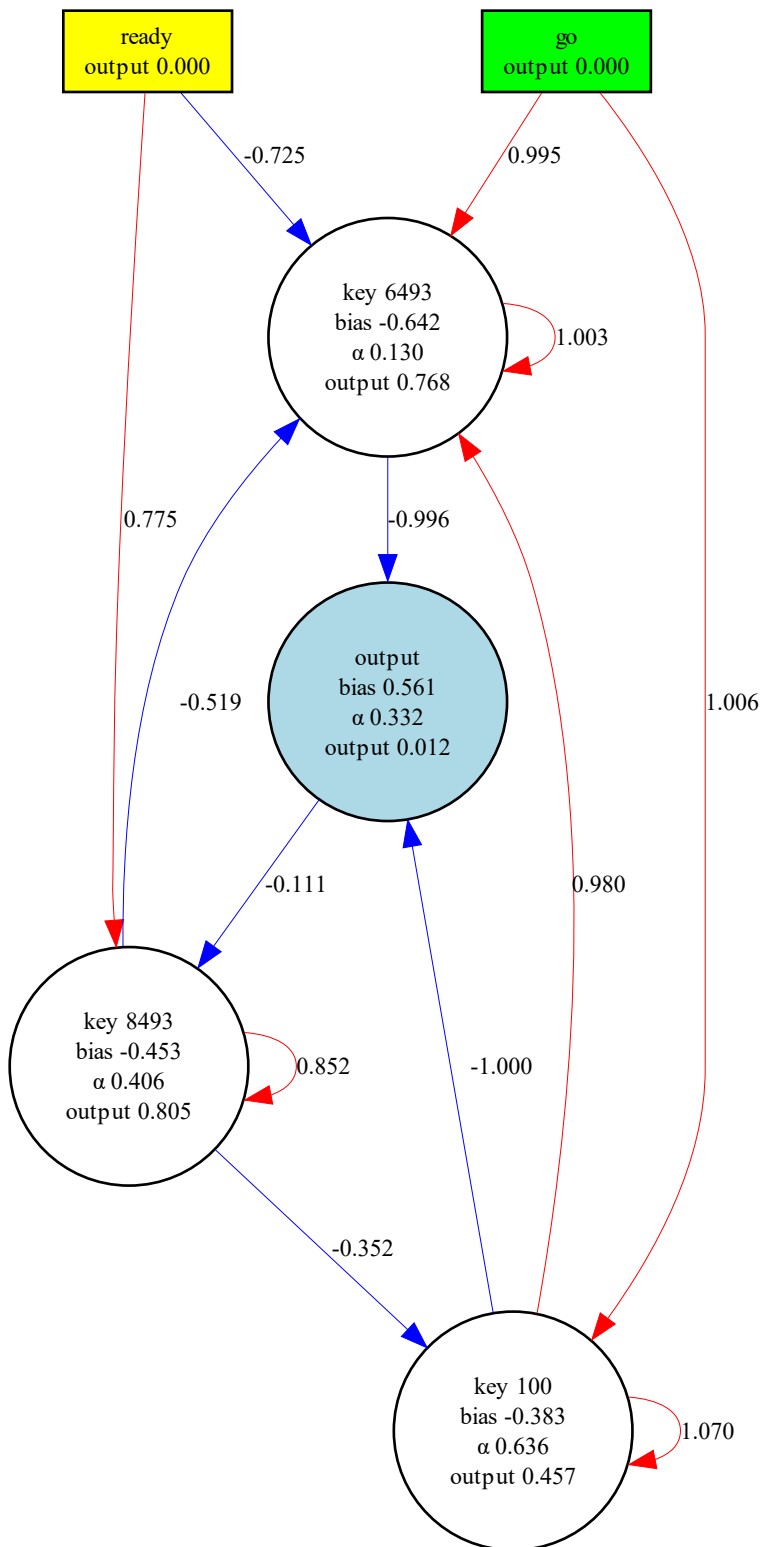 ready
output 0.000
go
output 0.000
-0.725
0.995
key 6493
bias -0.642
α 0.130
output 0.768
1.003
0.775
-0.996
-0.519
output
bias 0.561
α 0.332
output 0.012
1.006
-0.111
0.980
key 8493
bias -0.453
α 0.406
output 0.805
0.852
-1.000
-0.352
key 100
bias -0.383
α 0.636
output 0.457
1.070